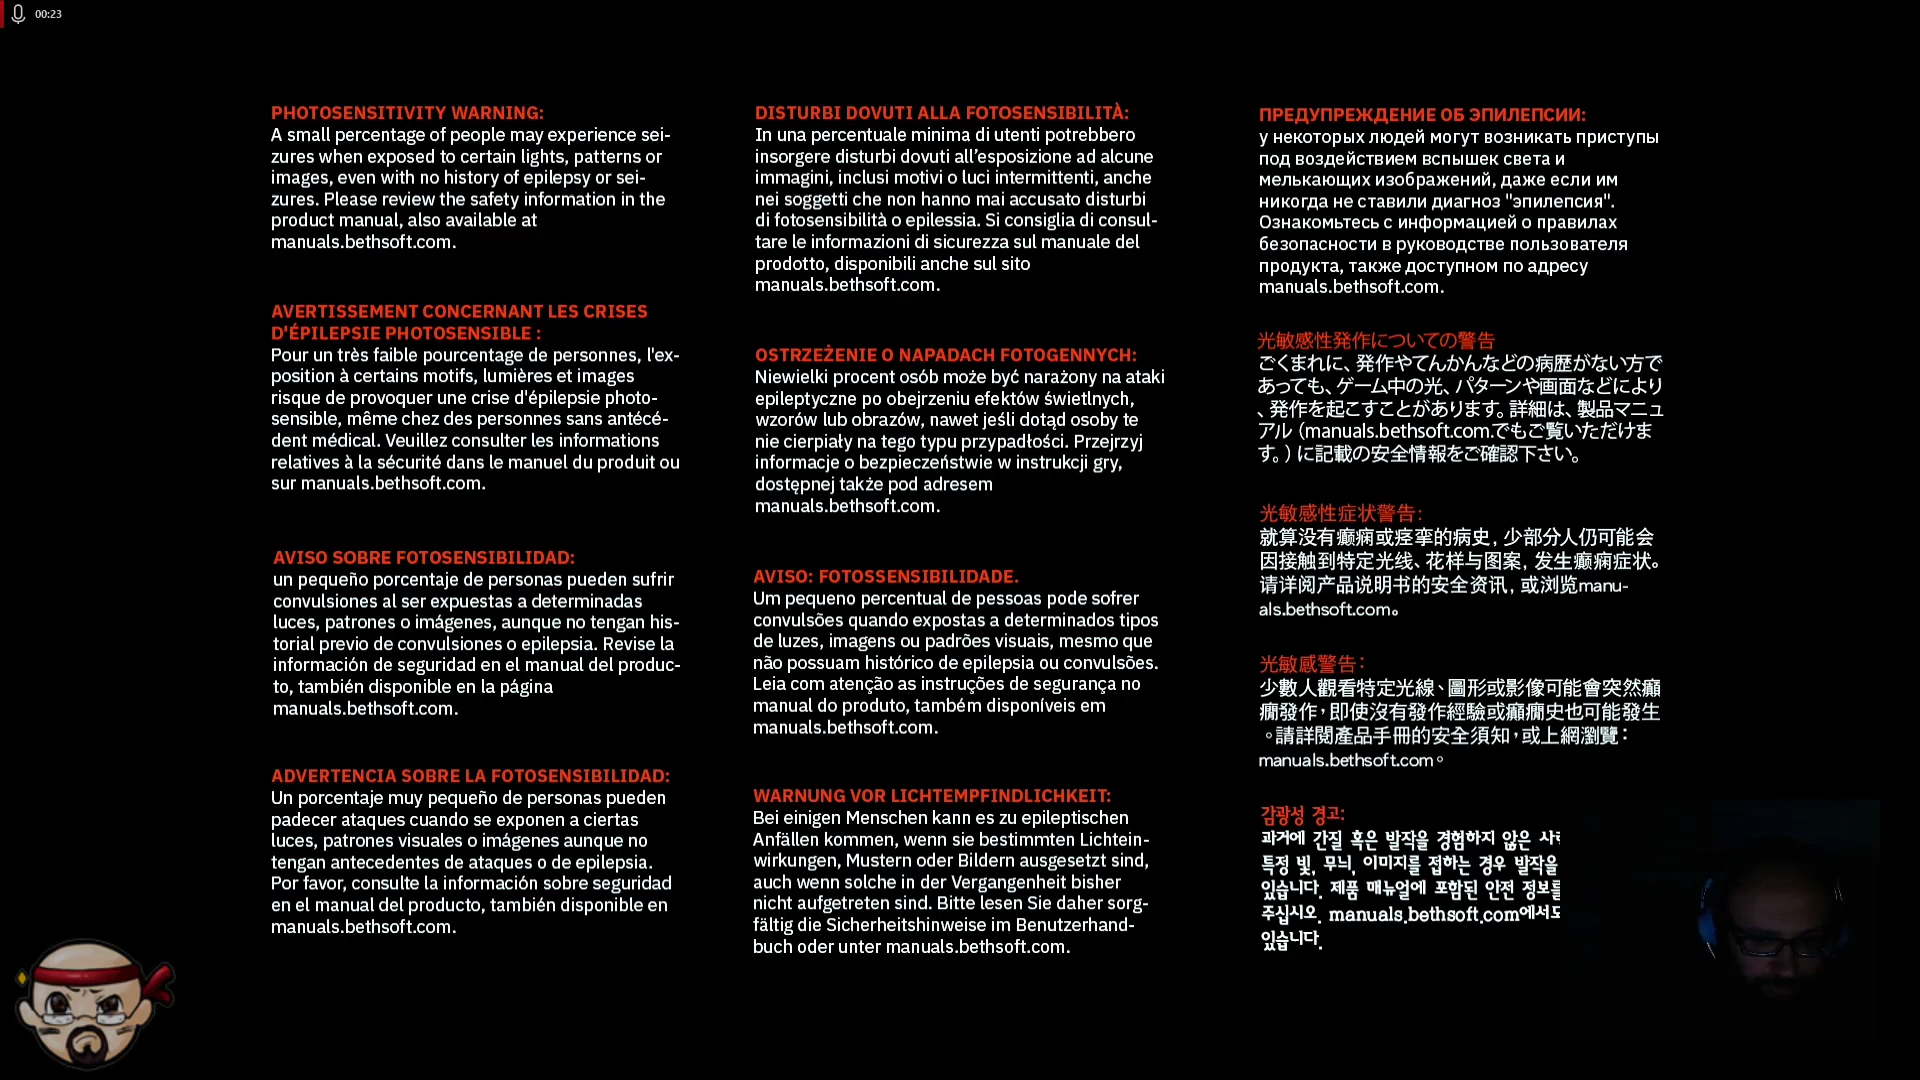 00:23
PHOTOSENSITIVITY WARNING:
A small percentage of people may experience sei-
zures when exposed to certain lights, patterns or
images, even with no history of epilepsy or sei-
zures. Please review the safety information in the
product manual, also available at
manuals.bethsoft.com.
AVERTISSEMENT CONCERNANT LES CRISES
D'ÉPILEPSIE PHOTOSENSIBLE :
Pour un très faible pourcentage de personnes, l'ex-
position à certains motifs, lumières et images
risque de provoquer une crise d'épilepsie photo-
sensible, même chez des personnes sans antécé-
dent médical. Veuillez consulter les informations
relatives à la sécurité dans le manuel du produit ou
sur manuals.bethsoft.com.
AVISO SOBRE FOTOSENSIBILIDAD:
un pequeño porcentaje de personas pueden sufrir
convulsiones al ser expuestas a determinadas
luces, patrones o imágenes, aunque no tengan his-
torial previo de convulsiones o epilepsia. Revise la
información de seguridad en el manual del produc-
to, también disponible en la página
manuals.bethsoft.com.
ADVERTENCIA SOBRE LA FOTOSENSIBILIDAD:
Un porcentaje muy pequeño de personas pueden
padecer ataques cuando se exponen a ciertas
luces, patrones visuales o imágenes aunque no
tengan antecedentes de ataques o de epilepsia.
Por favor, consulte la información sobre seguridad
en el manual del producto, también disponible en
manuals.bethsoft.com.
DISTURBI DOVUTI ALLA FOTOSENSIBILITÀ:
In una percentuale minima di utenti potrebbero
insorgere disturbi dovuti all’esposizione ad alcune
immagini, inclusi motivi o luci intermittenti, anche
nei soggetti che non hanno mai accusato disturbi
di fotosensibilità o epilessia. Si consiglia di consul-
tare le informazioni di sicurezza sul manuale del
prodotto, disponibili anche sul sito
manuals.bethsoft.com.
OSTRZEŻENIE O NAPADACH FOTOGENNYCH:
Niewielki procent osób może być narażony na ataki
epileptyczne po obejrzeniu efektów świetlnych,
wzorów lub obrazów, nawet jeśli dotąd osoby te
nie cierpiały na tego typu przypadłości. Przejrzyj
informacje o bezpieczeństwie w instrukcji gry,
dostępnej także pod adresem
manuals.bethsoft.com.
AVISO: FOTOSSENSIBILIDADE.
Um pequeno percentual de pessoas pode sofrer
convulsões quando expostas a determinados tipos
de luzes, imagens ou padrões visuais, mesmo que
não possuam histórico de epilepsia ou convulsões.
Leia com atenção as instruções de segurança no
manual do produto, também disponíveis em
manuals.bethsoft.com.
WARNUNG VOR LICHTEMPFINDLICHKEIT:
Bei einigen Menschen kann es zu epileptischen
Anfällen kommen, wenn sie bestimmten Lichtein-
wirkungen, Mustern oder Bildern ausgesetzt sind,
auch wenn solche in der Vergangenheit bisher
nicht aufgetreten sind. Bitte lesen Sie daher sorg-
fältig die Sicherheitshinweise im Benutzerhand-
buch oder unter manuals.bethsoft.com.
ПРЕДУПРЕЖДЕНИЕ ОБ ЭПИЛЕПСИИ:
у некоторых людей могут возникать приступы
под воздействием вспышек света и
мелькающих изображений, даже если им
никогда не ставили диагноз "эпилепсия".
Ознакомьтесь с информацией о правилах
безопасности в руководстве пользователя
продукта, также доступном по адресу
manuals.bethsoft.com.
光敏感性発作についての警告
ごくまれに、発作やてんかんなどの病歴がない方で
あっても、ゲーム中の光、パターンや画面などにより
、発作を起こすことがあります。詳細は、製品マニュ
アル（manuals.bethsoft.com.でもご覧いただけま
す。）に記載の安全情報をご確認下さい。
光敏感性症状警告：
就算没有癫痫或痉挛的病史，少部分人仍可能会
因接触到特定光线、花样与图案，发生癫痫症状。
请详阅产品说明书的安全资讯，或浏览manu-
als.bethsoft.com。
光敏感警告：
少數人觀看特定光線、圖形或影像可能會突然癲
癇發作，即使沒有發作經驗或癲癇史也可能發生
。請詳閱產品手冊的安全須知，或上網瀏覽：
manuals.bethsoft.com。
감광성 경고:
과거에 간질 혹은 발작을 경험하지 않은
특정 빛, 무늬, 이미지를 접하는 경우 발작을
있습니다. 제품 매뉴얼에 포함된 안전 정보를
주십시오. manuals.bethsoft.com에서도
있습니다.